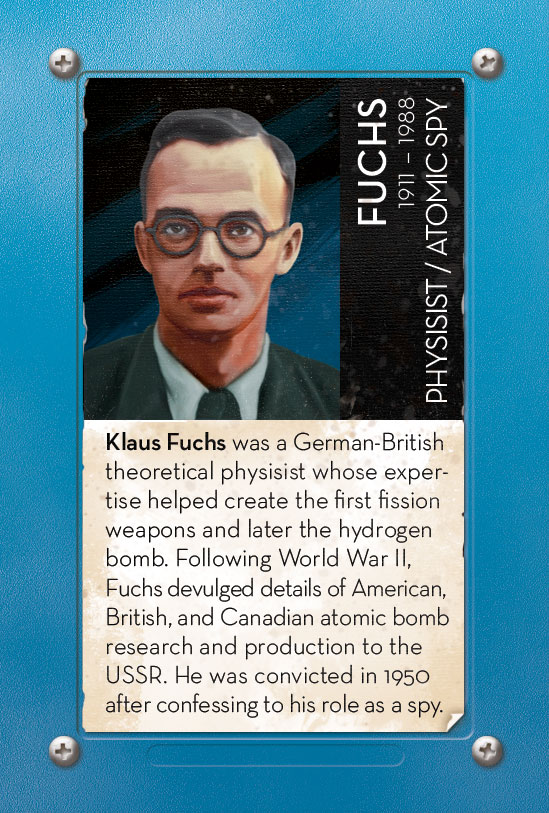 FUCHS
1911 – 1988
PHYSISIST / ATOMIC SPY
Klaus Fuchs was a German-British
theoretical physisist whose exper-
tise helped create the first fission
weapons and later the hydrogen
bomb. Following World War II,
Fuchs devulged details of American,
British, and Canadian atomic bomb
research and production to the
USSR. He was convicted in 1950
after confessing to his role as a spy.